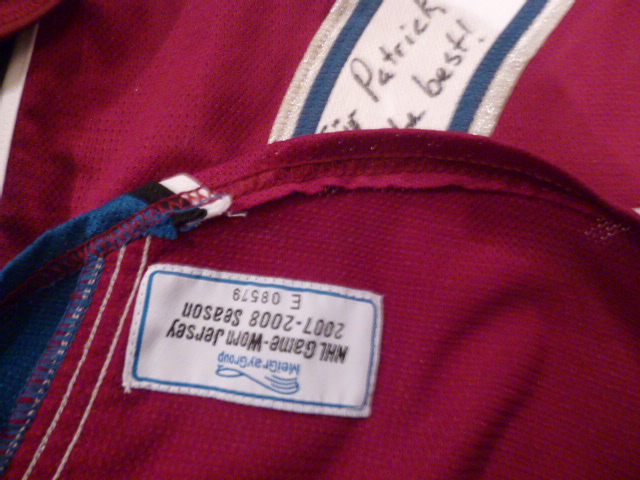 Patrick
best!
MeiGrayGroup
NHL Game-Worn Jersey
2007-2008 Season
E 08579